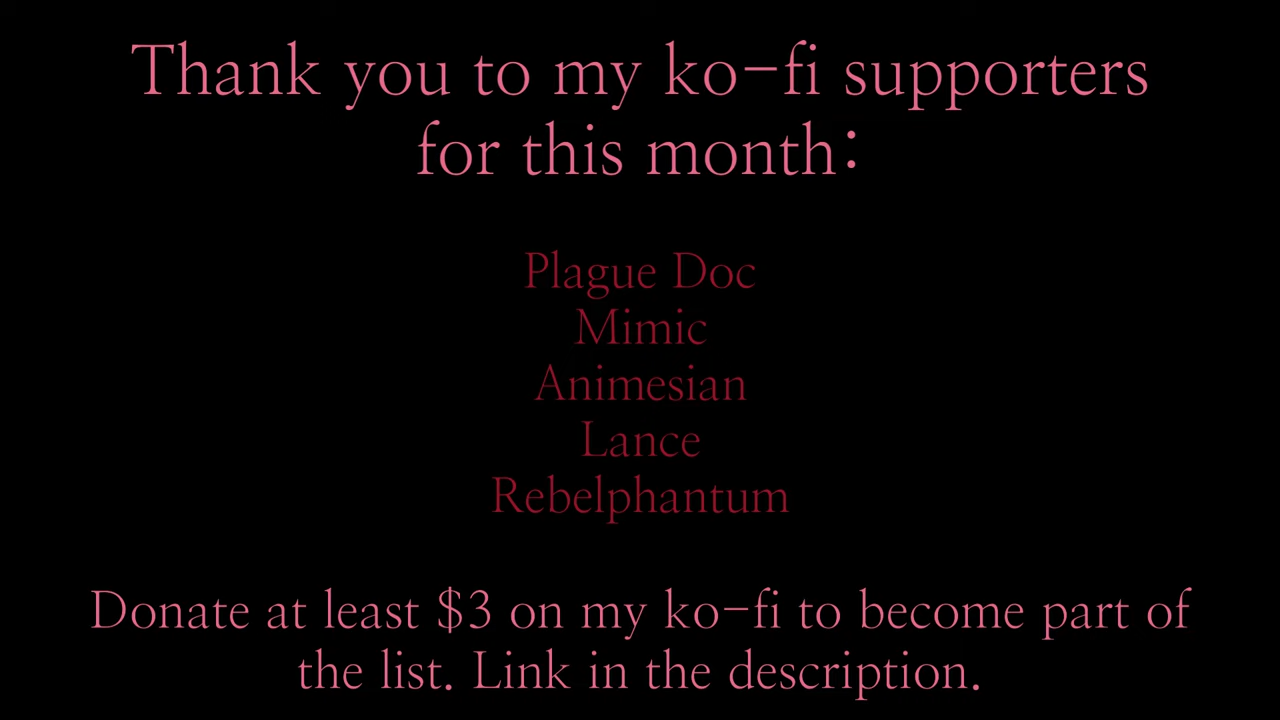 Thank you to my ko-fi supporters
for this month:
Plague Doc
Mimic
Animesian
Lance
Rebelphantum
Donate at least $3 on my ko-fi to become part of
the list. Link in the description.